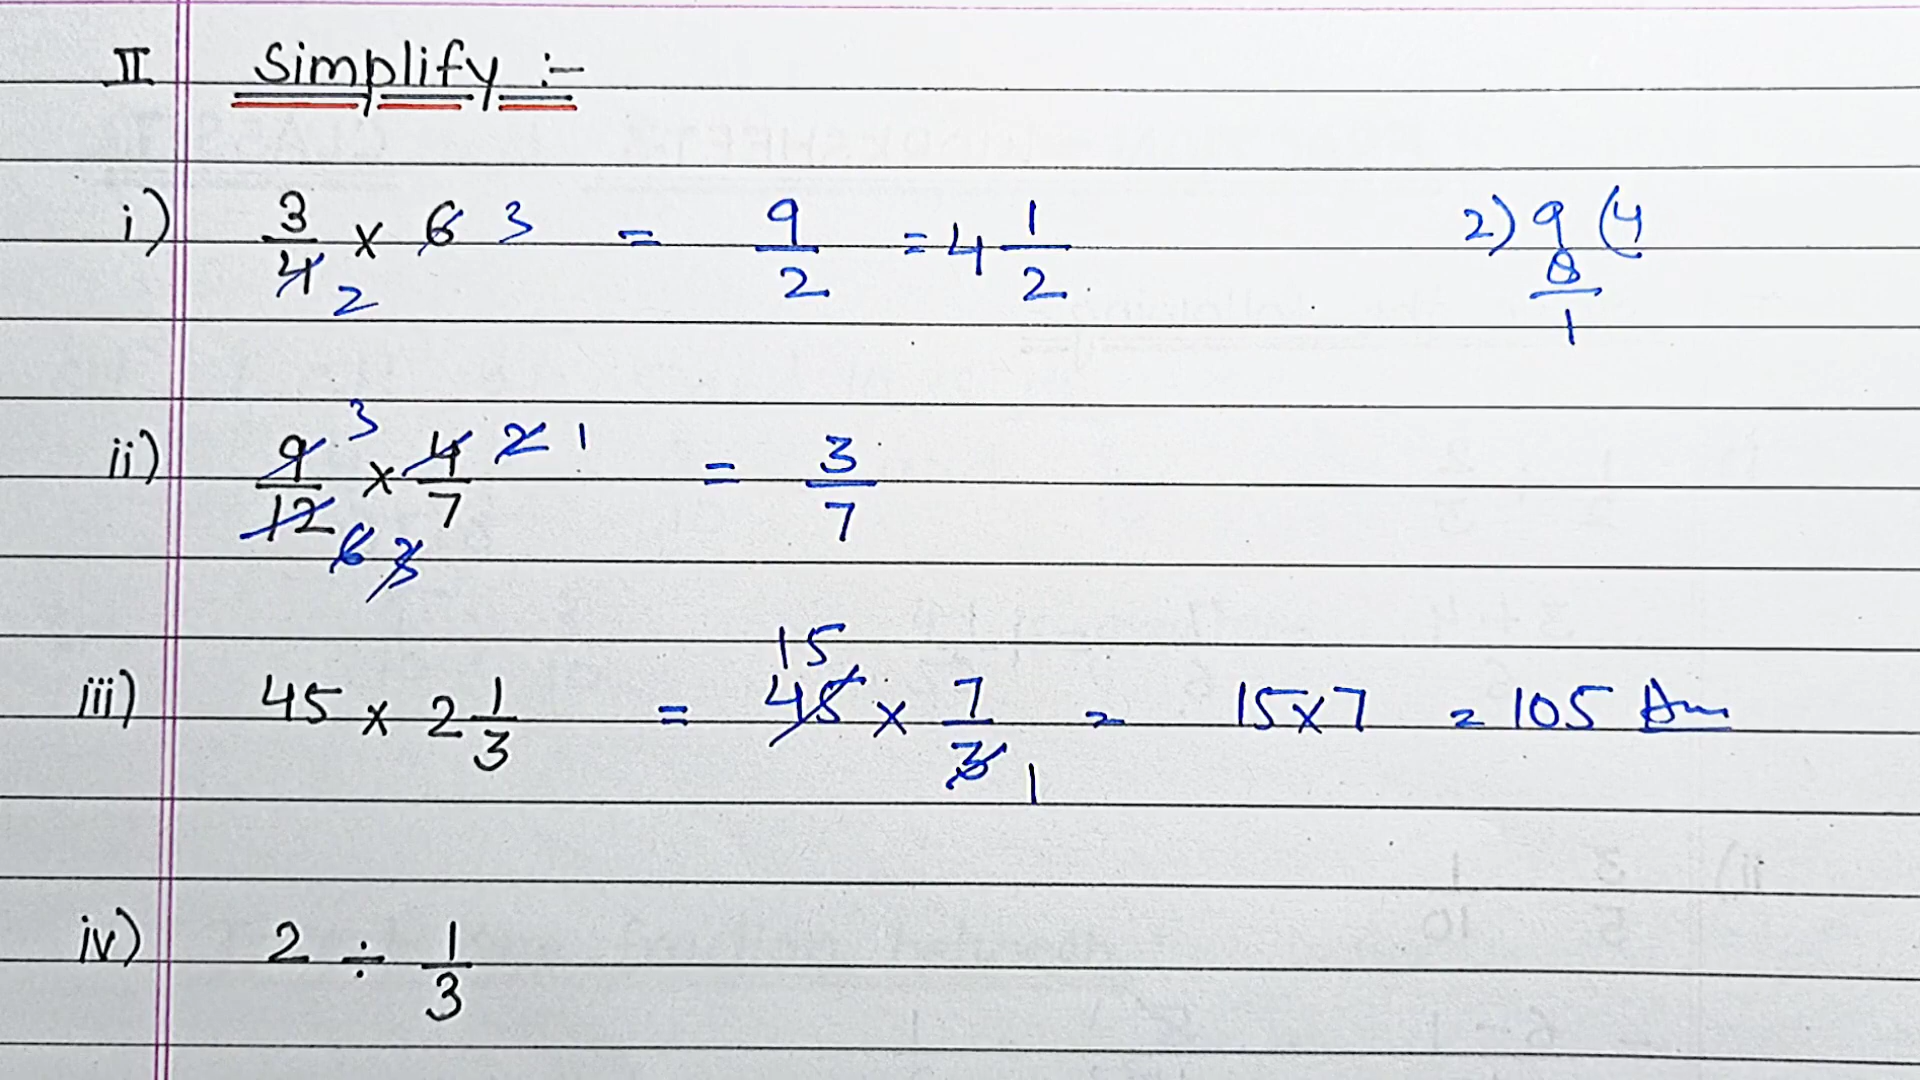 II Simplify :-
i) 3/4 2 × 6 3 = 9/2 = 4 1/2 2) 9 (4
8
1
ii) 9/12 3 6 3 × 4/7 2 1 = 3/7
15
iii) 45 × 2 1/3 = 45 × 7/3 1 = 15×7 = 105 Ans
iv) 2 ÷ 1/3